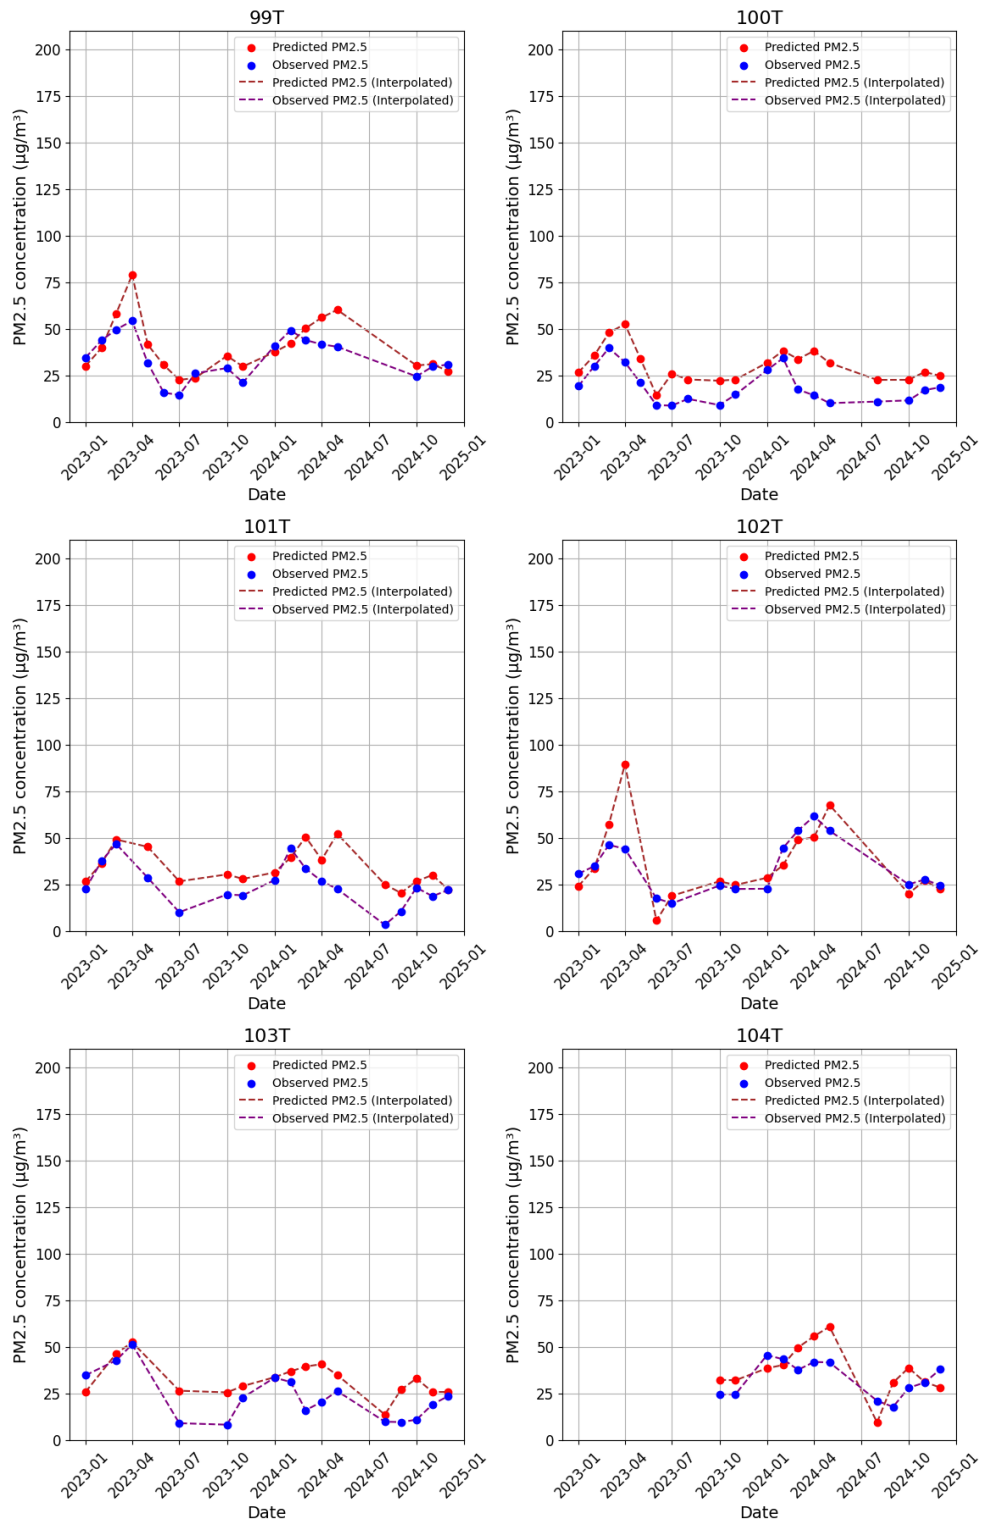 99T
Predicted PM2.5
Observed PM2.5
Predicted PM2.5 (Interpolated)
Observed PM2.5 (Interpolated)
PM2.5 concentration (µg/m³)
200
175
150
125
100
75
50
25
0
2023-01
2023-04
2023-07
2023-10
2024-01
2024-04
2024-07
2024-10
2025-01
Date
100T
Predicted PM2.5
Observed PM2.5
Predicted PM2.5 (Interpolated)
Observed PM2.5 (Interpolated)
PM2.5 concentration (µg/m³)
200
175
150
125
100
75
50
25
0
2023-01
2023-04
2023-07
2023-10
2024-01
2024-04
2024-07
2024-10
2025-01
Date
101T
Predicted PM2.5
Observed PM2.5
Predicted PM2.5 (Interpolated)
Observed PM2.5 (Interpolated)
PM2.5 concentration (µg/m³)
200
175
150
125
100
75
50
25
0
2023-01
2023-04
2023-07
2023-10
2024-01
2024-04
2024-07
2024-10
2025-01
Date
102T
Predicted PM2.5
Observed PM2.5
Predicted PM2.5 (Interpolated)
Observed PM2.5 (Interpolated)
PM2.5 concentration (µg/m³)
200
175
150
125
100
75
50
25
0
2023-01
2023-04
2023-07
2023-10
2024-01
2024-04
2024-07
2024-10
2025-01
Date
103T
Predicted PM2.5
Observed PM2.5
Predicted PM2.5 (Interpolated)
Observed PM2.5 (Interpolated)
PM2.5 concentration (µg/m³)
200
175
150
125
100
75
50
25
0
2023-01
2023-04
2023-07
2023-10
2024-01
2024-04
2024-07
2024-10
2025-01
Date
104T
Predicted PM2.5
Observed PM2.5
Predicted PM2.5 (Interpolated)
Observed PM2.5 (Interpolated)
PM2.5 concentration (µg/m³)
200
175
150
125
100
75
50
25
0
2023-01
2023-04
2023-07
2023-10
2024-01
2024-04
2024-07
2024-10
2025-01
Date